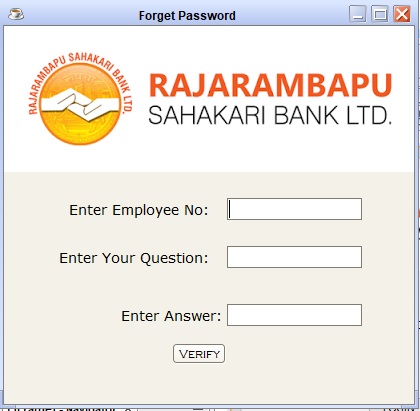 Forget Password
RAJARAMBAPU SAHAKARI BANK LTD.
RAJARAMBAPU
SAHAKARI BANK LTD.
Enter Employee No:
Enter Your Question:
Enter Answer:
VERIFY